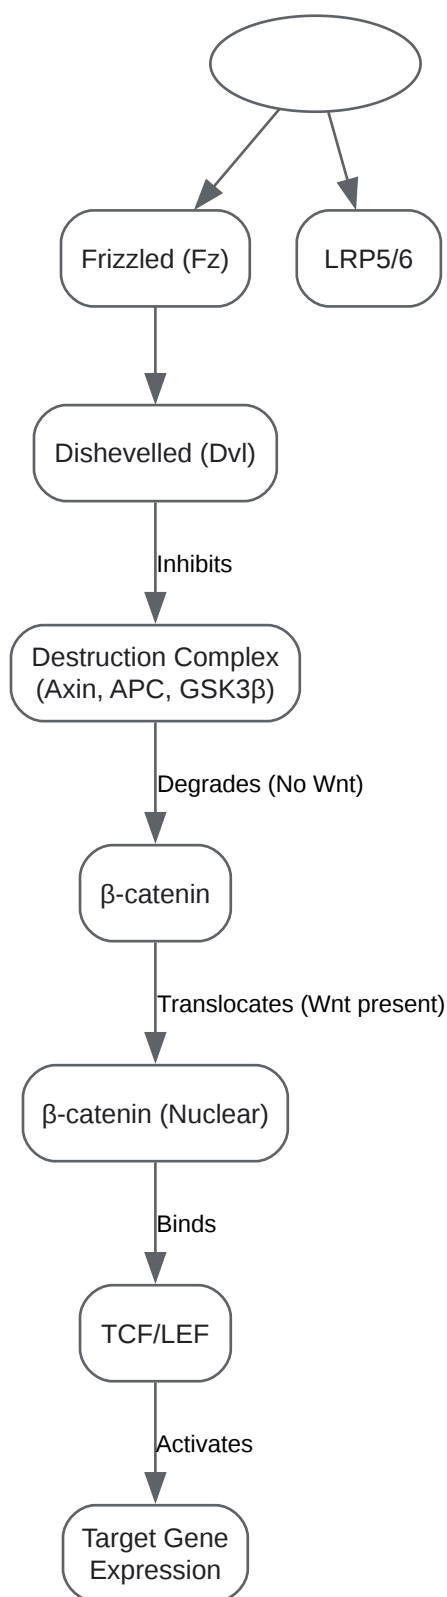 Frizzled (Fz)
LRP5/6
Dishevelled (Dvl)
Inhibits
Destruction Complex
(Axin, APC, GSK3β)
Degrades (No Wnt)
β-catenin
Translocates (Wnt present)
β-catenin (Nuclear)
Binds
TCF/LEF
Activates
Target Gene
Expression